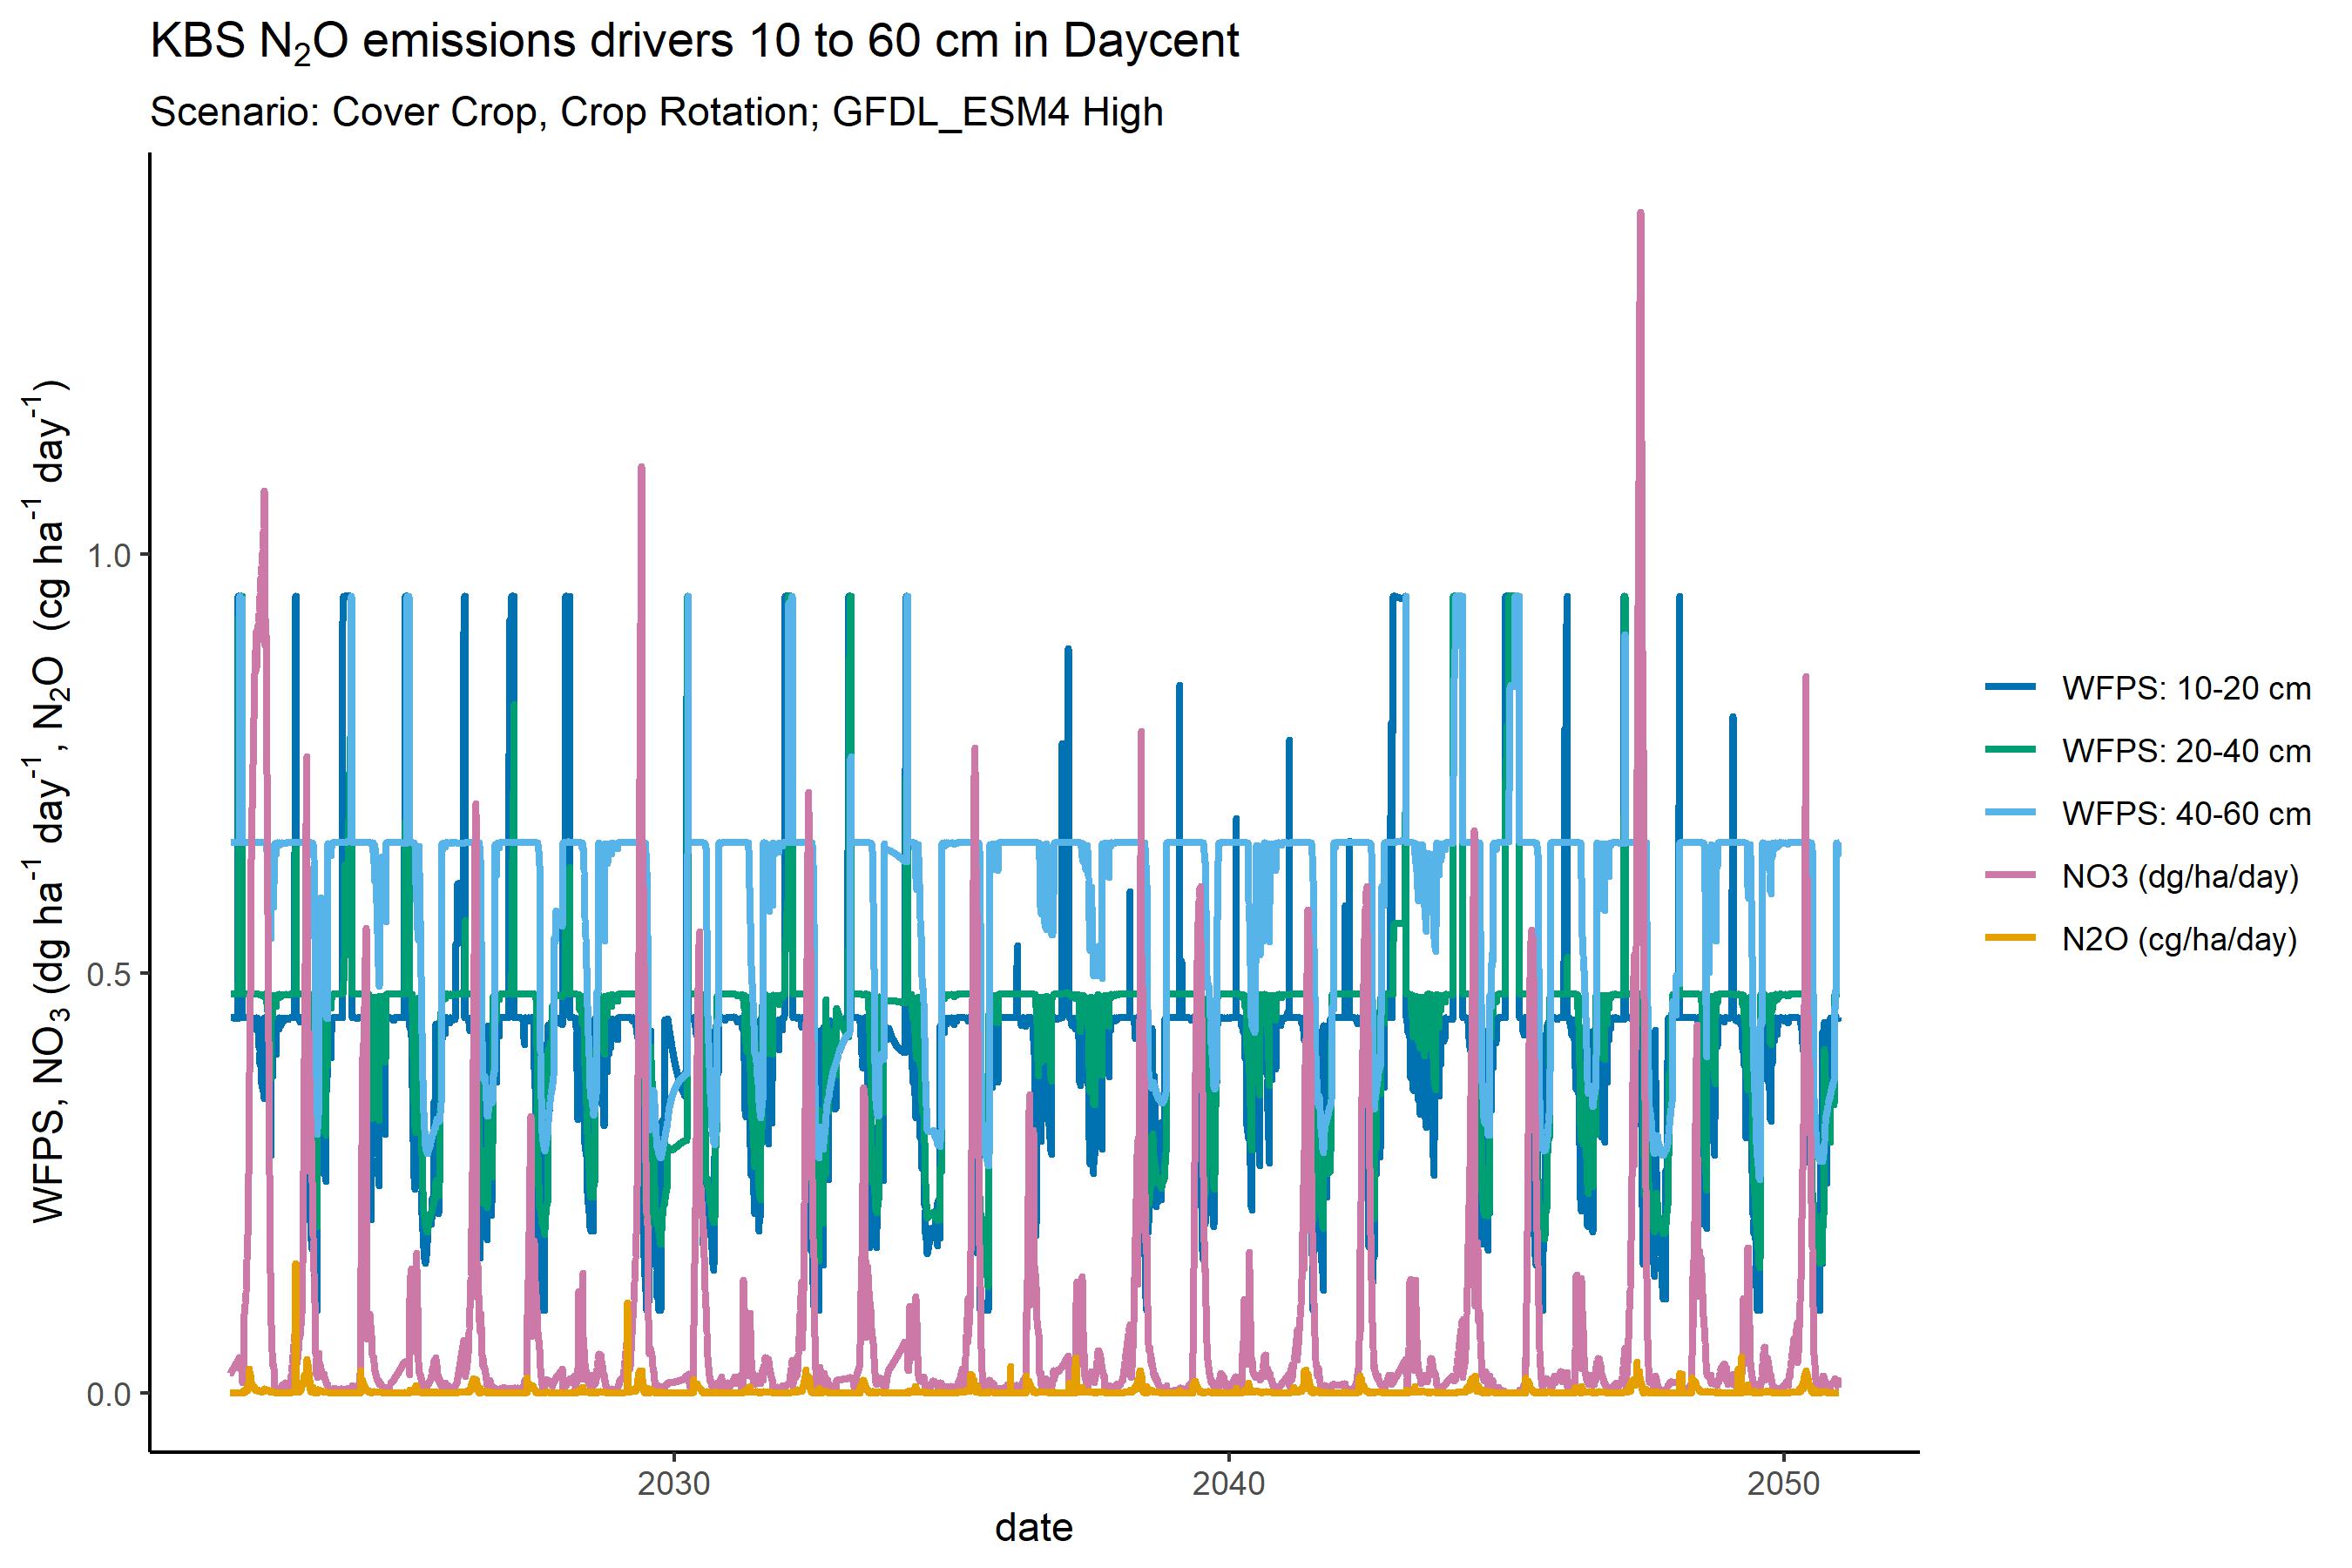 KBS N₂O emissions drivers 10 to 60 cm in Daycent
Scenario: Cover Crop, Crop Rotation; GFDL_ESM4 High
WFPS, NO₃ (dg ha⁻¹ day⁻¹, N₂O (cg ha⁻¹ day⁻¹)
1.0
0.5
0.0
2030
2040
2050
date
WFPS: 10-20 cm
WFPS: 20-40 cm
WFPS: 40-60 cm
NO3 (dg/ha/day)
N2O (cg/ha/day)